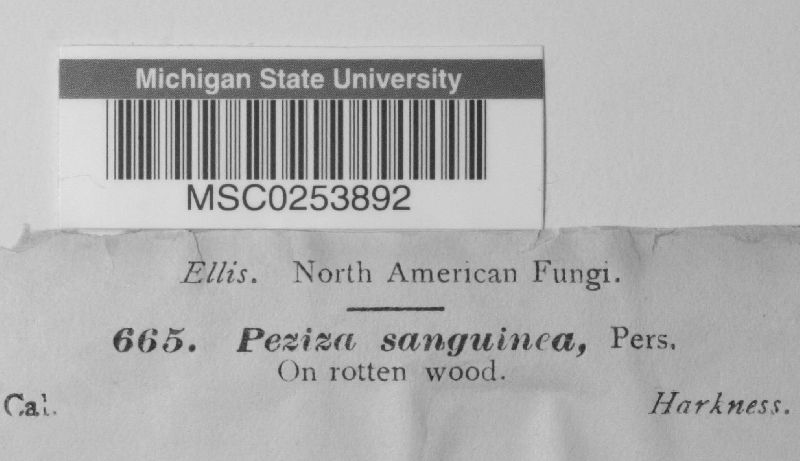 Michigan State University
MSC0253892
Ellis. North American Fungi.
665. Peziza sanguinea, Pers.
On rotten wood.
Cal. Harkness.